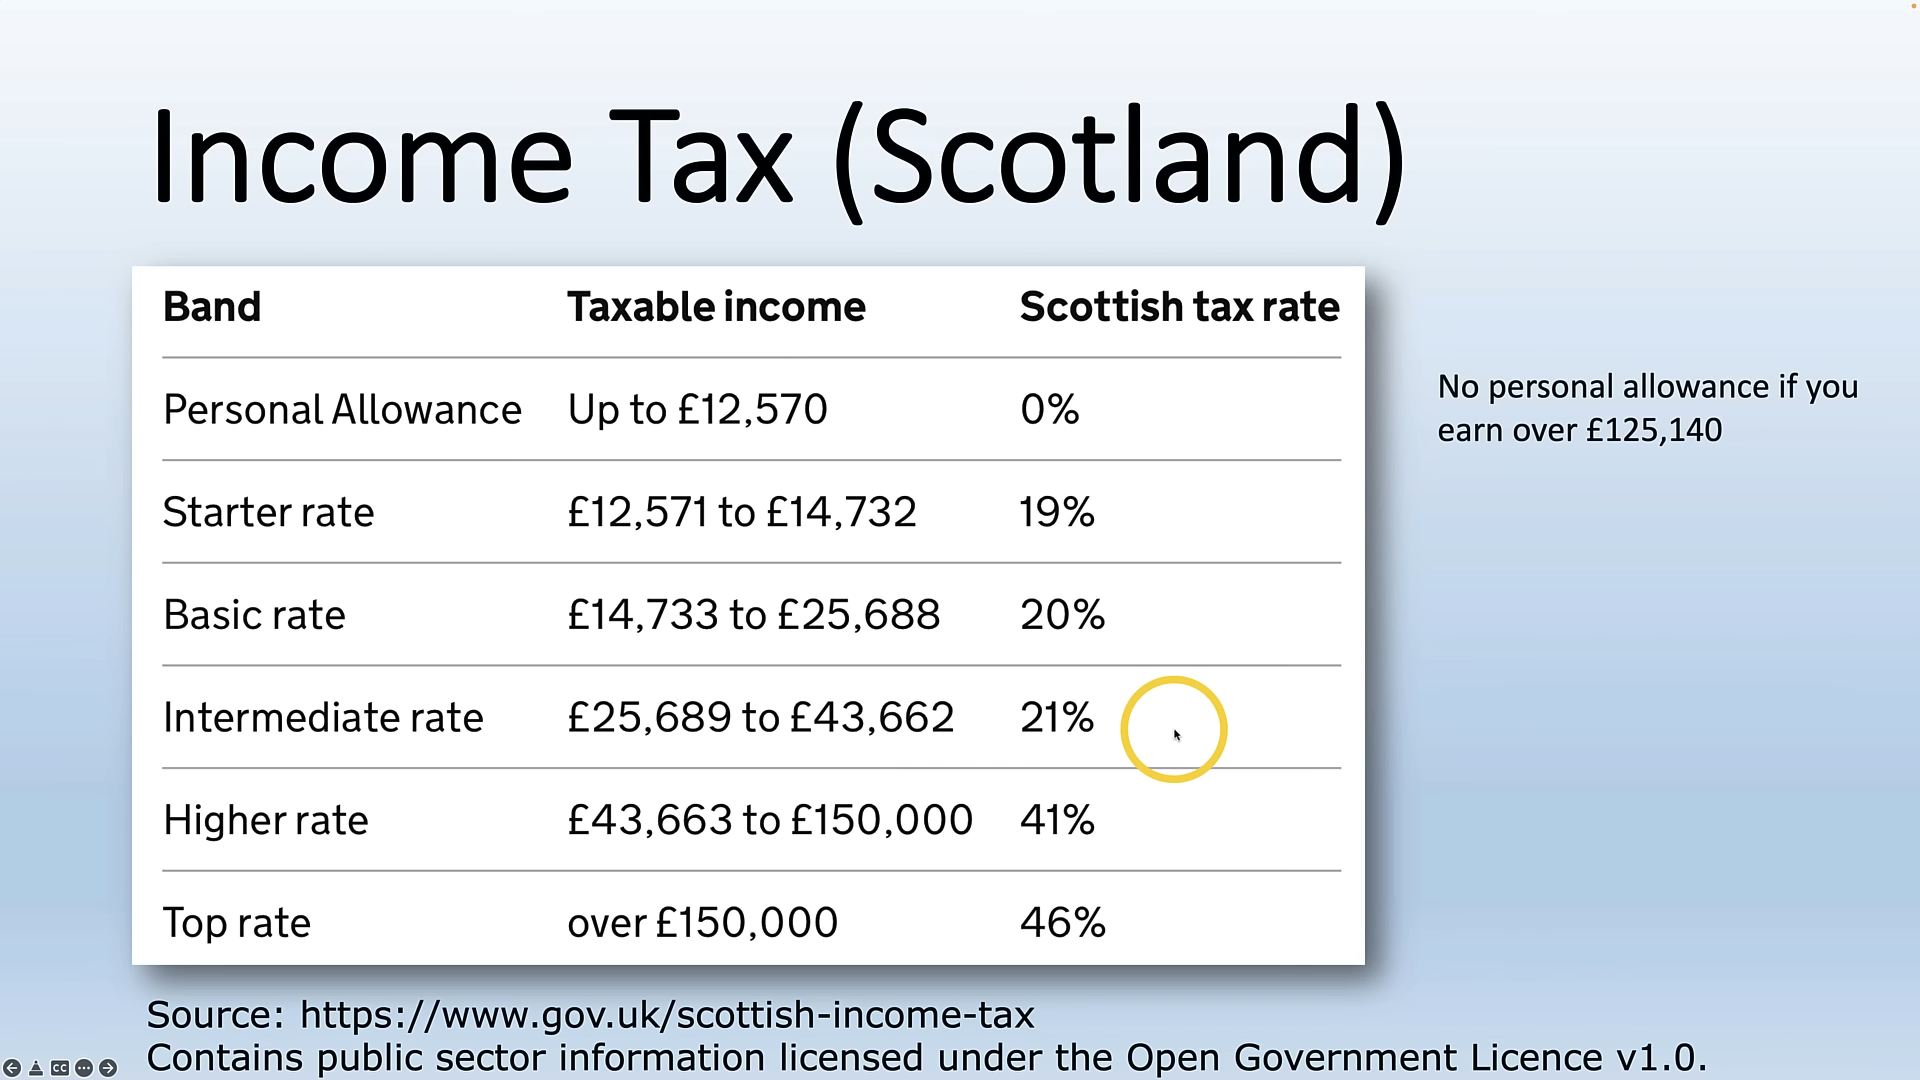 Income Tax (Scotland)
Band Taxable income Scottish tax rate
Personal Allowance Up to £12,570 0%
Starter rate £12,571 to £14,732 19%
Basic rate £14,733 to £25,688 20%
Intermediate rate £25,689 to £43,662 21%
Higher rate £43,663 to £150,000 41%
Top rate over £150,000 46%
No personal allowance if you
earn over £125,140
Source: https://www.gov.uk/scottish-income-tax
Contains public sector information licensed under the Open Government Licence v1.0.
CC